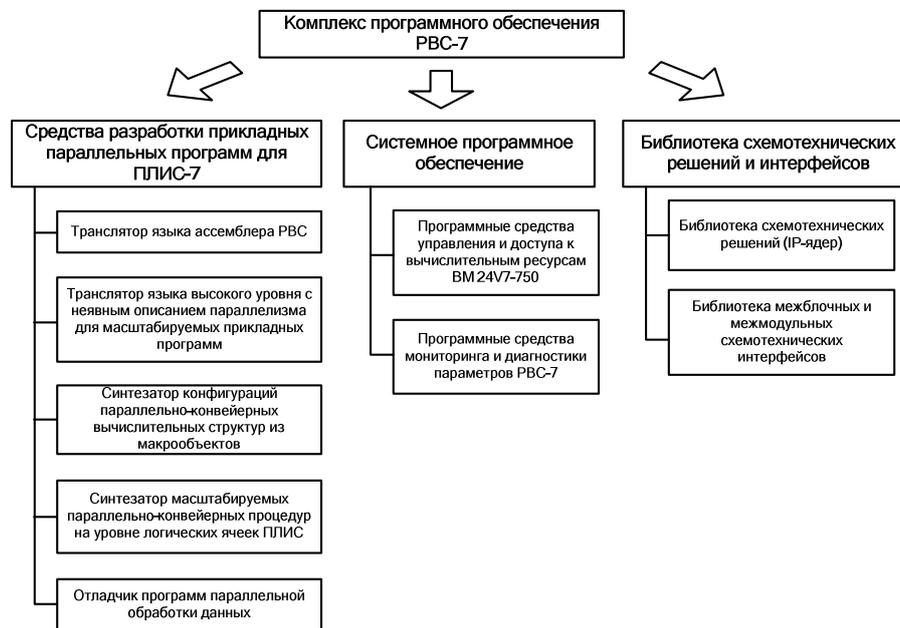 Комплекс программного обеспечения
РВС-7
Средства разработки прикладных
параллельных программ для
ПЛИС-7
Транслятор языка ассемблера РВС
Транслятор языка высокого уровня с
неявным описанием параллелизма
для масштабируемых прикладных
программ
Синтезатор конфигураций
параллельно-конвейерных
вычислительных структур из
макрообъектов
Синтезатор масштабируемых
параллельно-конвейерных процедур
на уровне логических ячеек ПЛИС
Отладчик программ параллельной
обработки данных
Системное программное
обеспечение
Программные средства
управления и доступа к
вычислительным ресурсам
ВМ 24V7-750
Программные средства
мониторинга и диагностики
параметров РВС-7
Библиотека схемотехнических
решений и интерфейсов
Библиотека схемотехнических
решений (IP-ядер)
Библиотека межблочных и
межмодульных
схемотехнических
интерфейсов